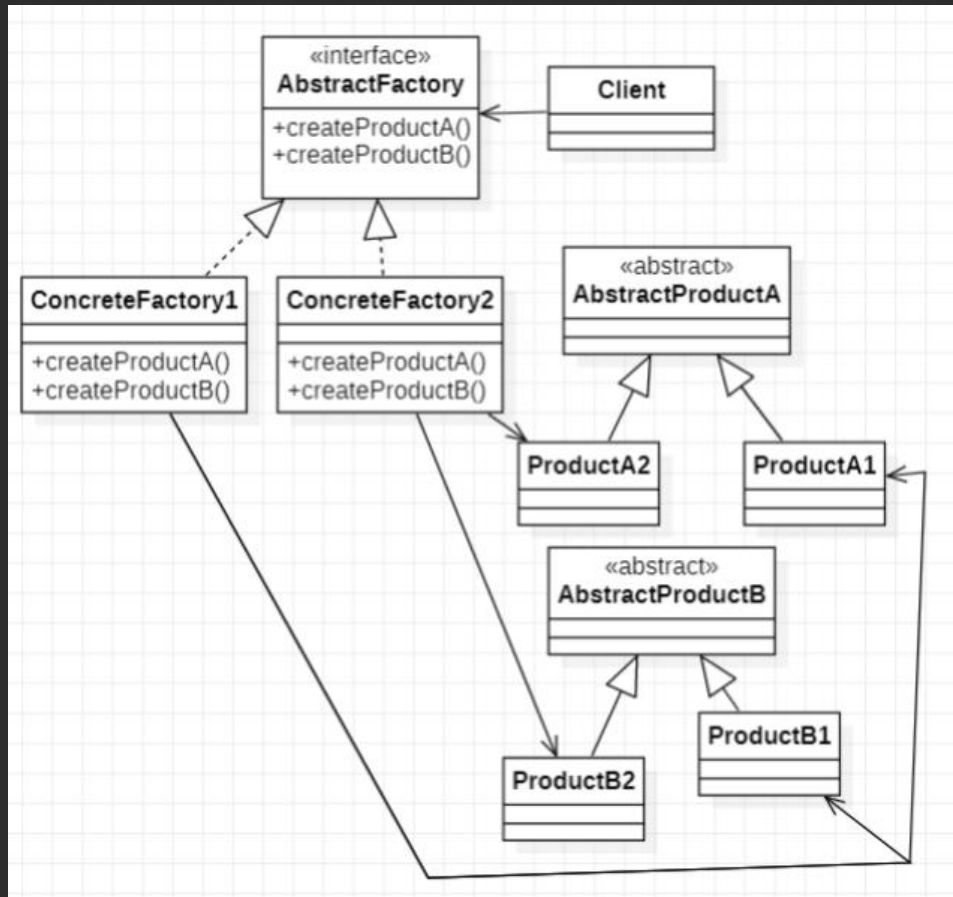 «interface»
AbstractFactory
+createProductA()
+createProductB()
Client
«abstract»
AbstractProductA
ConcreteFactory1
+createProductA()
+createProductB()
ConcreteFactory2
+createProductA()
+createProductB()
ProductA2
ProductA1
«abstract»
AbstractProductB
ProductB1
ProductB2